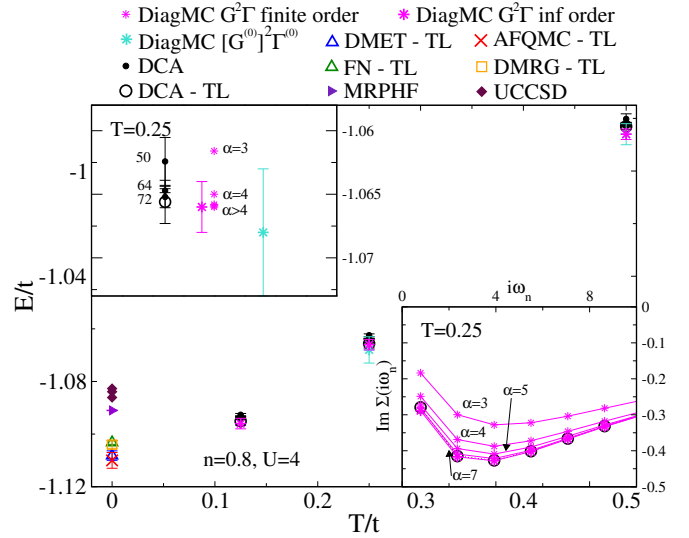 DiagMC G²Γ finite order
DiagMC G²Γ inf order
DiagMC [G⁽⁰⁾]²Γ⁽⁰⁾
DMET - TL
AFQMC - TL
DCA
FN - TL
DMRG - TL
DCA - TL
MRPHF
UCCSD
T=0.25
50
64
72
α=3
α=4
α>4
-1.06
-1.065
-1.07
-1
-1.04
-1.08
-1.12
E/t
n=0.8, U=4
0
0.1
0.2
0.3
0.5
T/t
0
4
8
iωₙ
T=0.25
α=3
α=5
α=4
α=7
0
-0.1
-0.2
-0.3
-0.4
-0.5
Im Σ(iωₙ)